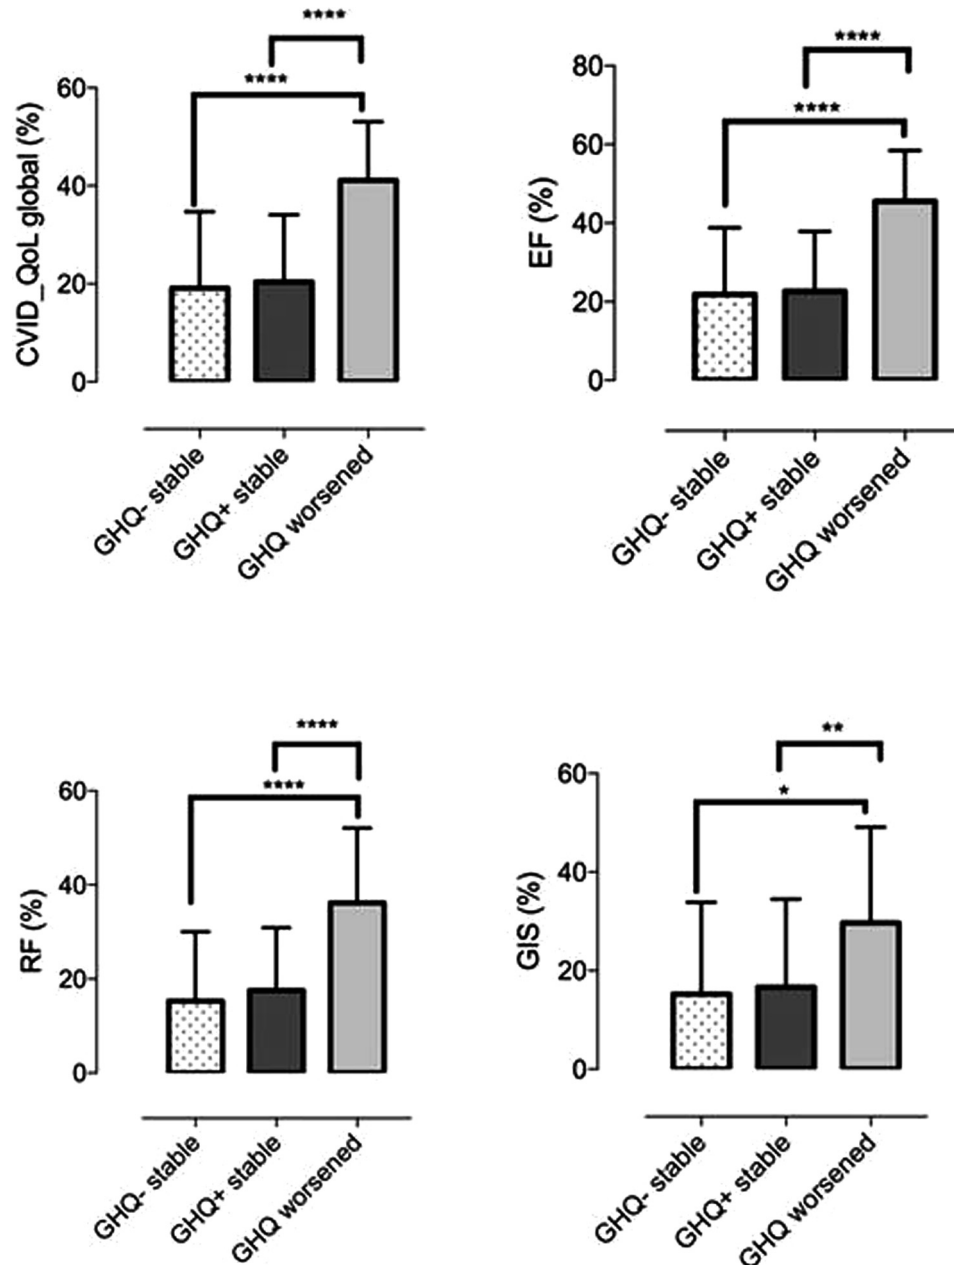 ****
****
CVID_QoL global (%)
60
40
20
0
GHQ- stable
GHQ+ stable
GHQ worsened
****
****
EF (%)
80
60
40
20
0
GHQ- stable
GHQ+ stable
GHQ worsened
****
****
RF (%)
60
40
20
0
GHQ- stable
GHQ+ stable
GHQ worsened
**
*
GIS (%)
60
40
20
0
GHQ- stable
GHQ+ stable
GHQ worsened